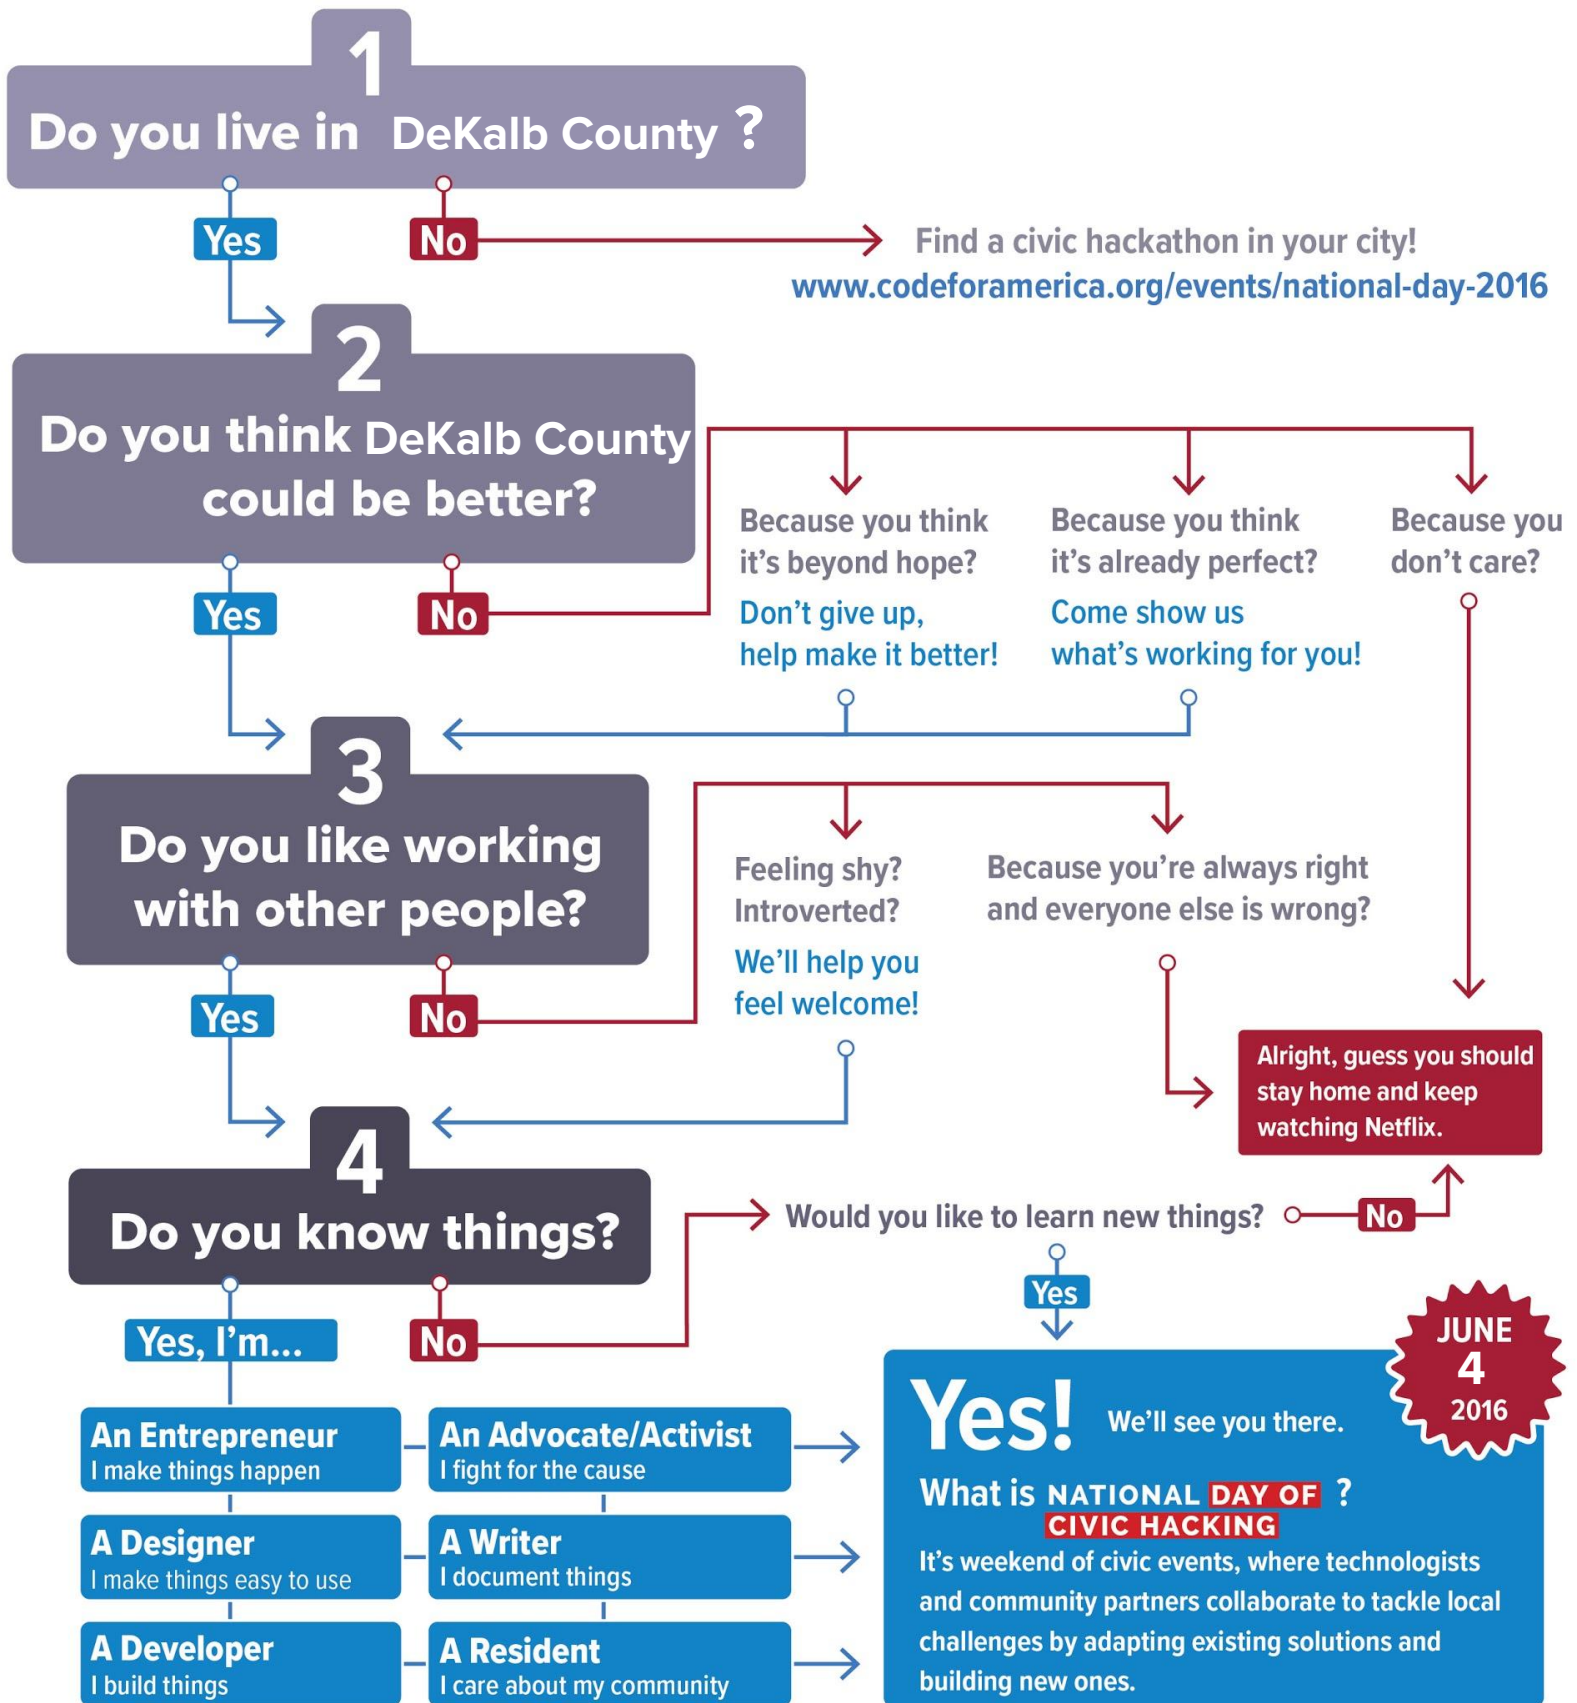 1
Do you live in DeKalb County ?
Yes
No
Find a civic hackathon in your city!
www.codeforamerica.org/events/national-day-2016
2
Do you think DeKalb County
could be better?
Yes
No
Because you think
it's beyond hope?
Don't give up,
help make it better!
Because you think
it's already perfect?
Come show us
what's working for you!
Because you
don't care?
3
Do you like working
with other people?
Yes
No
Feeling shy?
Introverted?
We'll help you
feel welcome!
Because you're always right
and everyone else is wrong?
Alright, guess you should
stay home and keep
watching Netflix.
4
Do you know things?
Yes, I'm...
No
Would you like to learn new things?
No
Yes
An Entrepreneur
I make things happen
An Advocate/Activist
I fight for the cause
A Designer
I make things easy to use
A Writer
I document things
A Developer
I build things
A Resident
I care about my community
JUNE
4
2016
Yes! We'll see you there.
What is NATIONAL DAY OF ?
CIVIC HACKING
It's weekend of civic events, where technologists
and community partners collaborate to tackle local
challenges by adapting existing solutions and
building new ones.